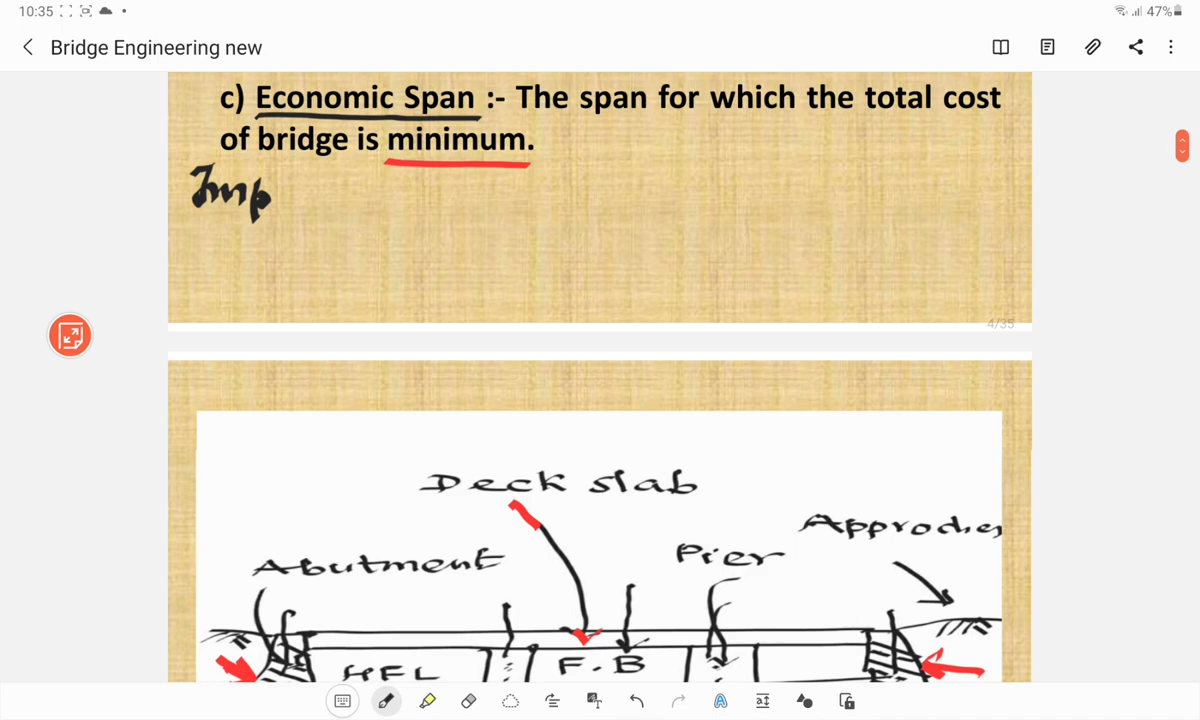 10:35
47%
Bridge Engineering new
c) Economic Span :- The span for which the total cost
of bridge is minimum.
Imp
4/35
Deck slab
Approches
Abutment
Pier
HFL
F.B